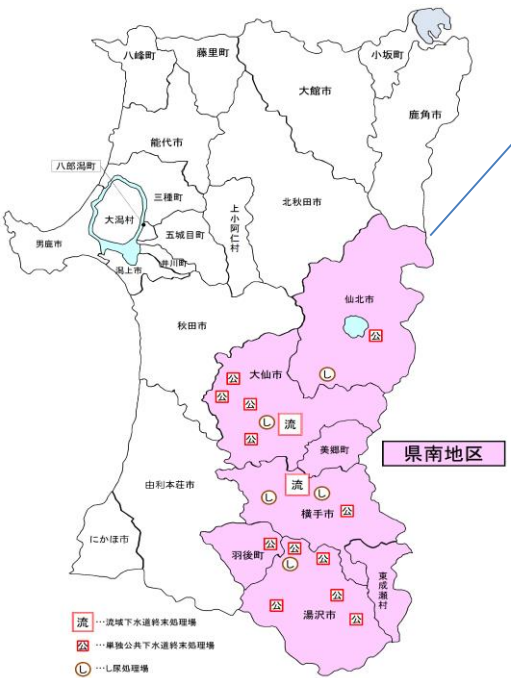 八峰町
藤里町
小坂町
大館市
鹿角市
能代市
八郎潟町
三種町
北秋田市
上小阿仁村
大潟村
五城目町
男鹿市
潟上市
井川町
仙北市
秋田市
公
し
大仙市
公
公
公
し
流
公
美郷町
県南地区
流
由利本荘市
し
し
公
横手市
にかほ市
羽後町
公
公
公
し
東成瀬村
公
公
湯沢市
公
流 …流域下水道終末処理場
公 …単独公共下水道終末処理場
し …し尿処理場